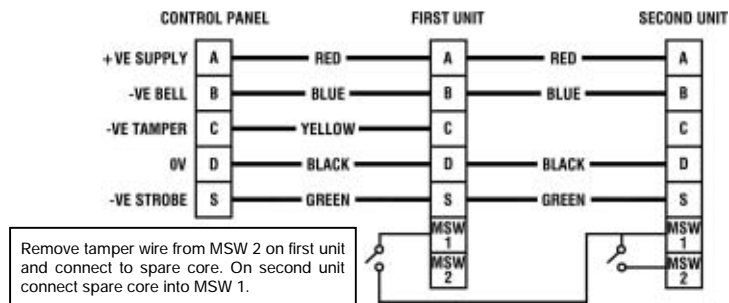 CONTROL PANEL FIRST UNIT SECOND UNIT
+VE SUPPLY A RED A RED A
-VE BELL B BLUE B BLUE B
-VE TAMPER C YELLOW C C
0V D BLACK D BLACK D
-VE STROBE S GREEN S GREEN S
MSW 1 MSW 1
MSW 2 MSW 2
Remove tamper wire from MSW 2 on first unit
and connect to spare core. On second unit
connect spare core into MSW 1.